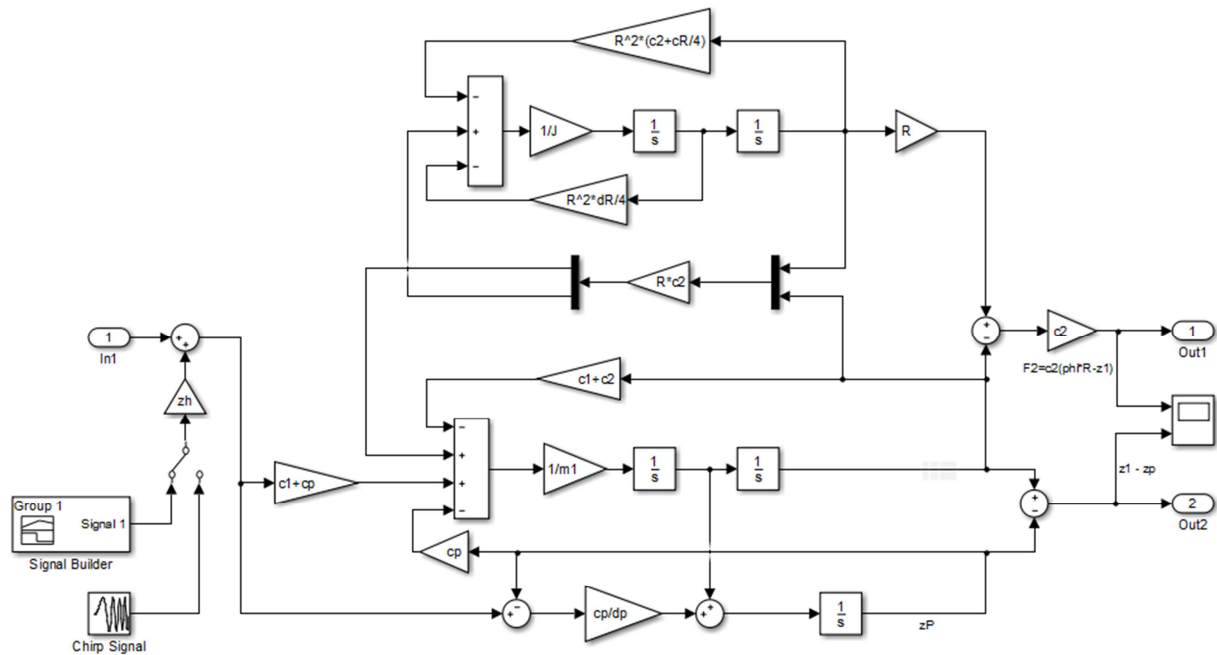 R^2*(c2+cR/4)
−
+
−
1/J
1
s
1
s
R
R^2*dR/4
R*c2
1
In1
+
+
zh
+
−
c2
1
Out1
F2=c2(phi*R-z1)
c1+c2
−
+
+
−
1/m1
1
s
1
s
c1+cp
Group 1
Signal 1
Signal Builder
+
−
z1 - zp
2
Out2
cp
Chirp Signal
+
−
cp/dp
+
+
1
s
zP